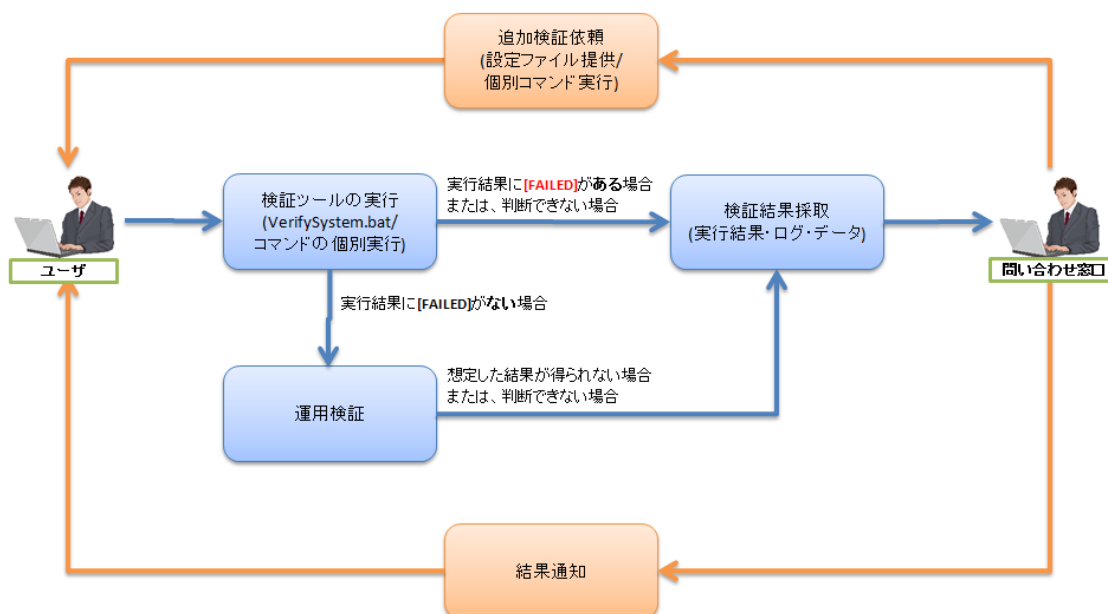 追加検証依頼
(設定ファイル提供/
個別コマンド実行)
検証ツールの実行
(VerifySystem.bat/
コマンドの個別実行)
実行結果に[FAILED]がある場合
または、判断できない場合
検証結果採取
(実行結果・ログ・データ)
ユーザ
問い合わせ窓口
実行結果に[FAILED]がない場合
運用検証
想定した結果が得られない場合
または、判断できない場合
結果通知